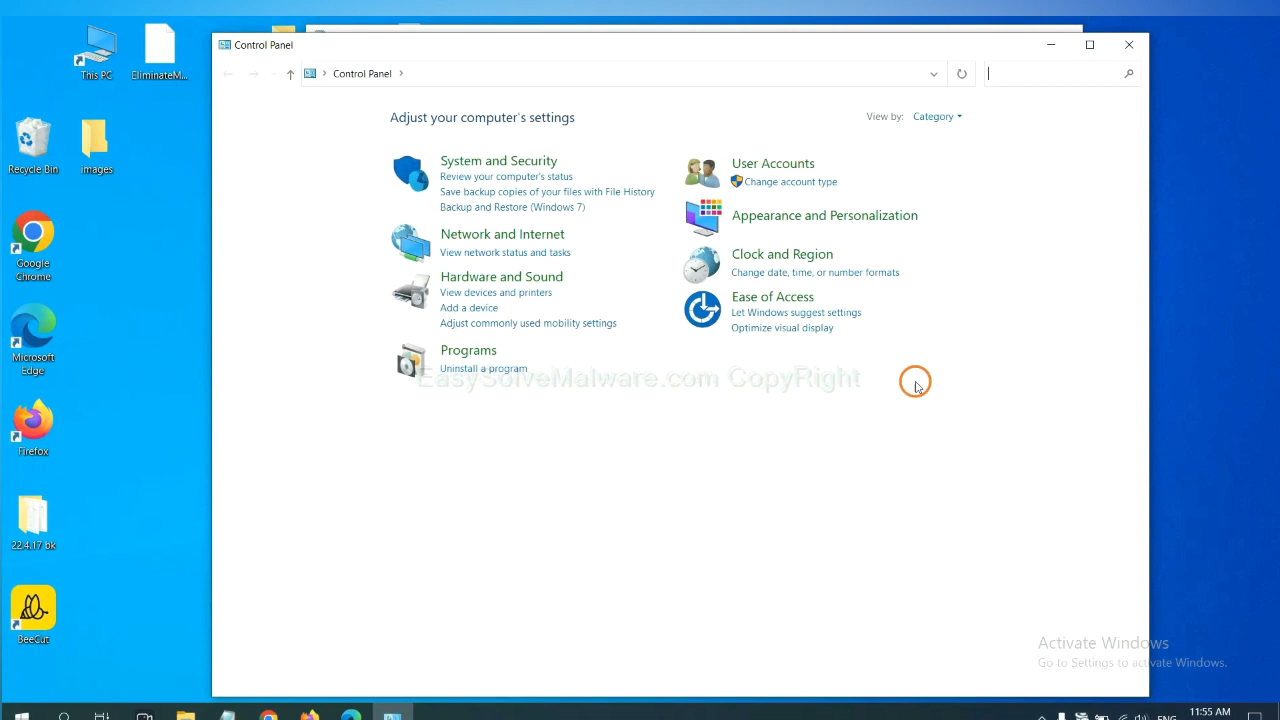 Control Panel
Control Panel
Adjust your computer's settings
View by: Category
System and Security
Review your computer's status
Save backup copies of your files with File History
Backup and Restore (Windows 7)
Network and Internet
View network status and tasks
Hardware and Sound
View devices and printers
Add a device
Adjust commonly used mobility settings
Programs
Uninstall a program
User Accounts
Change account type
Appearance and Personalization
Clock and Region
Change date, time, or number formats
Ease of Access
Let Windows suggest settings
Optimize visual display
EasySolveMalware.com CopyRight
This PC
EliminateM...
Recycle Bin
images
Google
Chrome
Microsoft
Edge
Firefox
22.4.17 bk
BeeCut
Activate Windows
Go to Settings to activate Windows.
11:55 AM
ENG